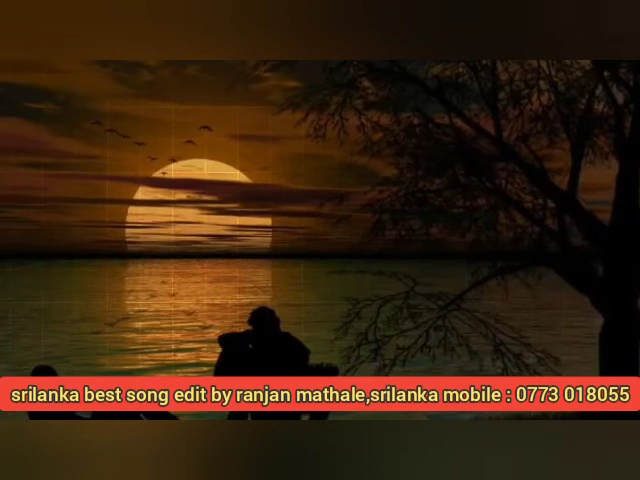 srilanka best song edit by ranjan mathale,srilanka mobile : 0773 018055